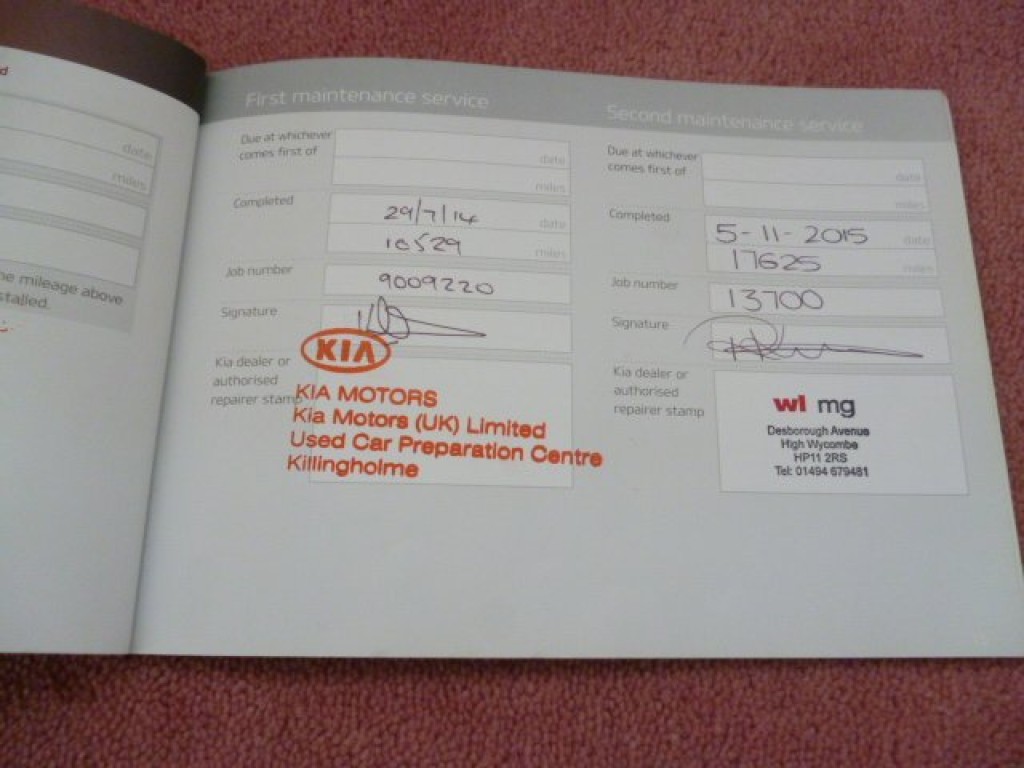 d
date
miles
he mileage above
stalled.
First maintenance service
Due at whichever
comes first of
date
miles
Completed
29/7/14 date
10529 miles
Job number
9009220
Signature
Kia dealer or
authorised
repairer stamp
KIA
KIA MOTORS
Kia Motors (UK) Limited
Used Car Preparation Centre
Killingholme
Second maintenance service
Due at whichever
comes first of
date
miles
Completed
5-11-2015 date
17625 miles
Job number
13700
Signature
Kia dealer or
authorised
repairer stamp
wl mg
Desborough Avenue
High Wycombe
HP11 2RS
Tel: 01494 679481